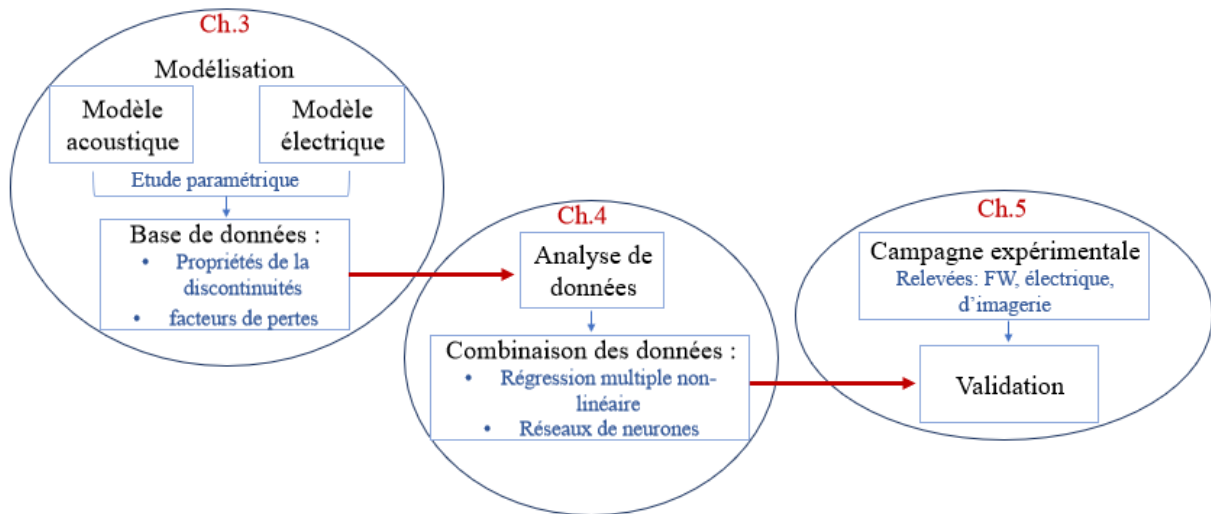 Ch.3
Modélisation
Modèle
acoustique
Modèle
électrique
Etude paramétrique
Base de données :
• Propriétés de la
discontinuités
• facteurs de pertes
Ch.4
Analyse de
données
Combinaison des données :
• Régression multiple non-
linéaire
• Réseaux de neurones
Ch.5
Campagne expérimentale
Relevées: FW, électrique,
d’imagerie
Validation